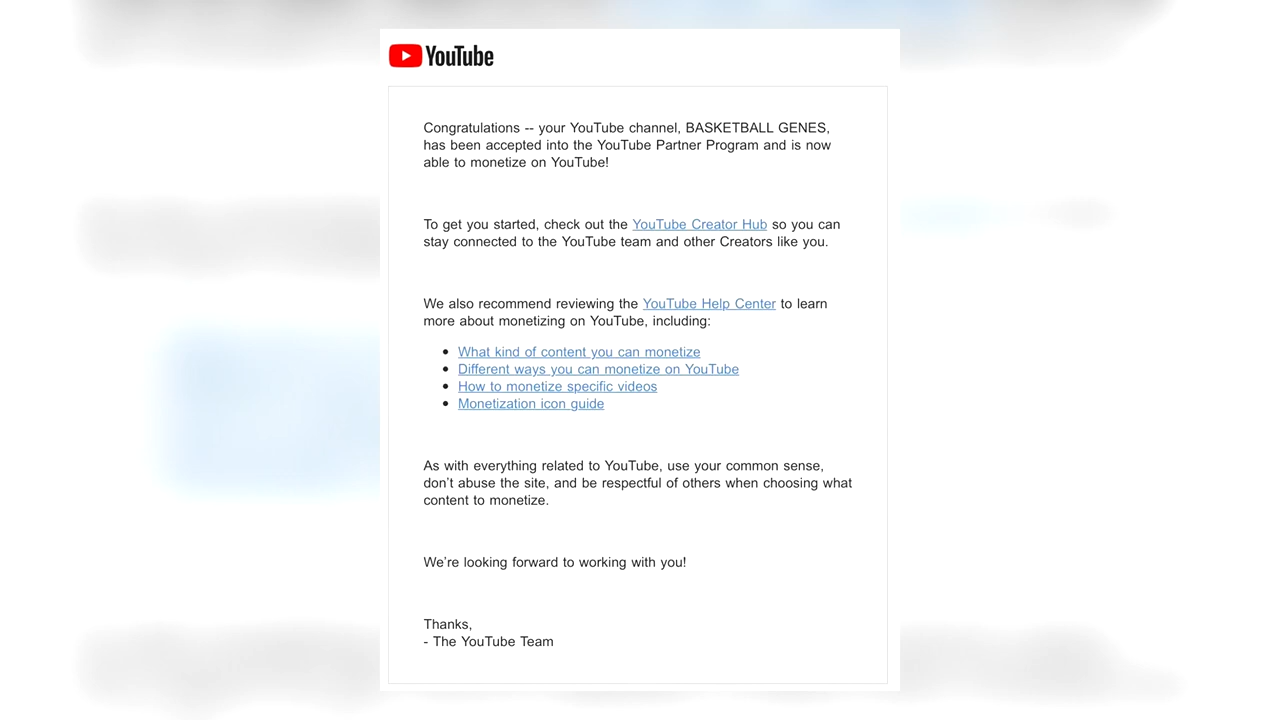 YouTube
Congratulations -- your YouTube channel, BASKETBALL GENES,
has been accepted into the YouTube Partner Program and is now
able to monetize on YouTube!
To get you started, check out the YouTube Creator Hub so you can
stay connected to the YouTube team and other Creators like you.
We also recommend reviewing the YouTube Help Center to learn
more about monetizing on YouTube, including:
• What kind of content you can monetize
• Different ways you can monetize on YouTube
• How to monetize specific videos
• Monetization icon guide
As with everything related to YouTube, use your common sense,
don't abuse the site, and be respectful of others when choosing what
content to monetize.
We're looking forward to working with you!
Thanks,
- The YouTube Team